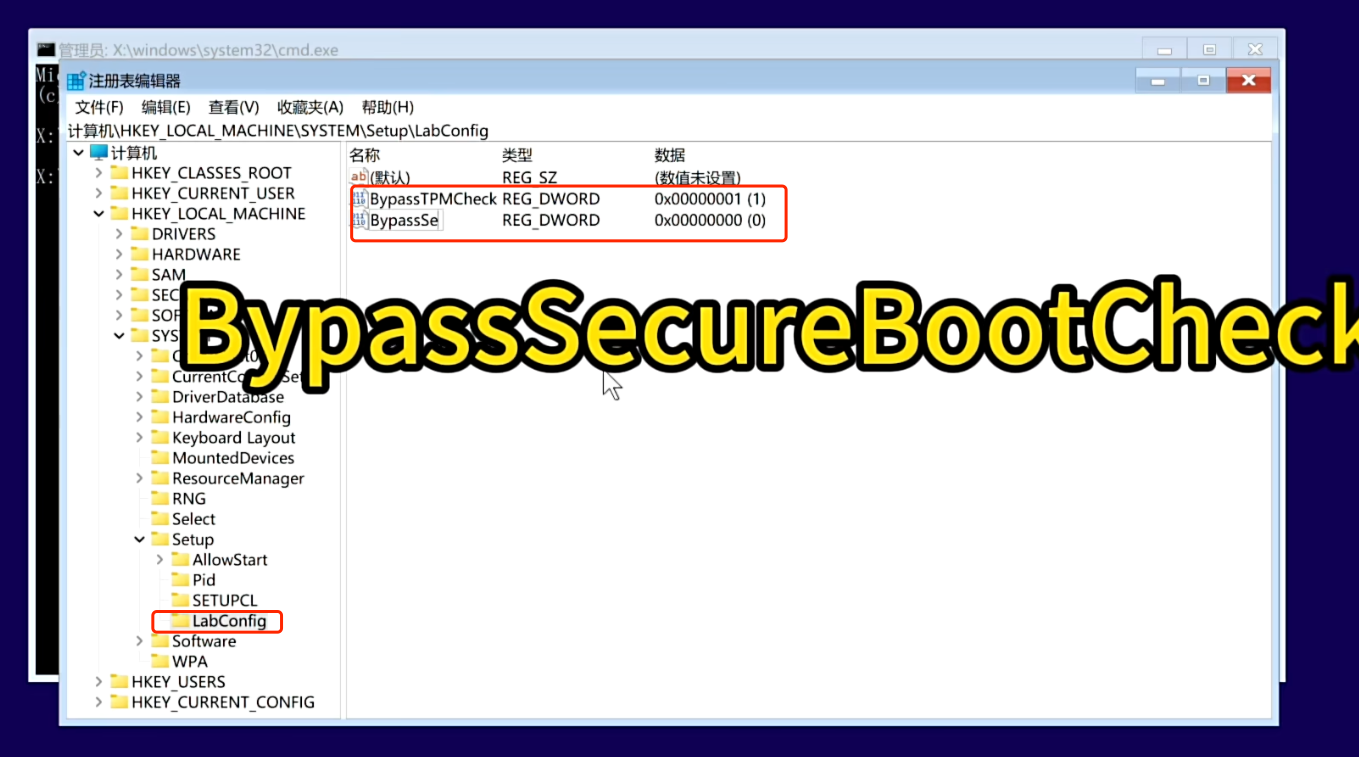 管理员: X:\windows\system32\cmd.exe
Mi
(c
X:
X:
注册表编辑器
文件(F) 编辑(E) 查看(V) 收藏夹(A) 帮助(H)
计算机\HKEY_LOCAL_MACHINE\SYSTEM\Setup\LabConfig
计算机
HKEY_CLASSES_ROOT
HKEY_CURRENT_USER
HKEY_LOCAL_MACHINE
DRIVERS
HARDWARE
SAM
SEC
SOF
SYS
DriverDatabase
HardwareConfig
Keyboard Layout
MountedDevices
ResourceManager
RNG
Select
Setup
AllowStart
Pid
SETUPCL
LabConfig
Software
WPA
HKEY_USERS
HKEY_CURRENT_CONFIG
名称 类型 数据
ab (默认) REG_SZ (数值未设置)
BypassTPMCheck REG_DWORD 0x00000001 (1)
BypassSe REG_DWORD 0x00000000 (0)
BypassSecureBootCheck